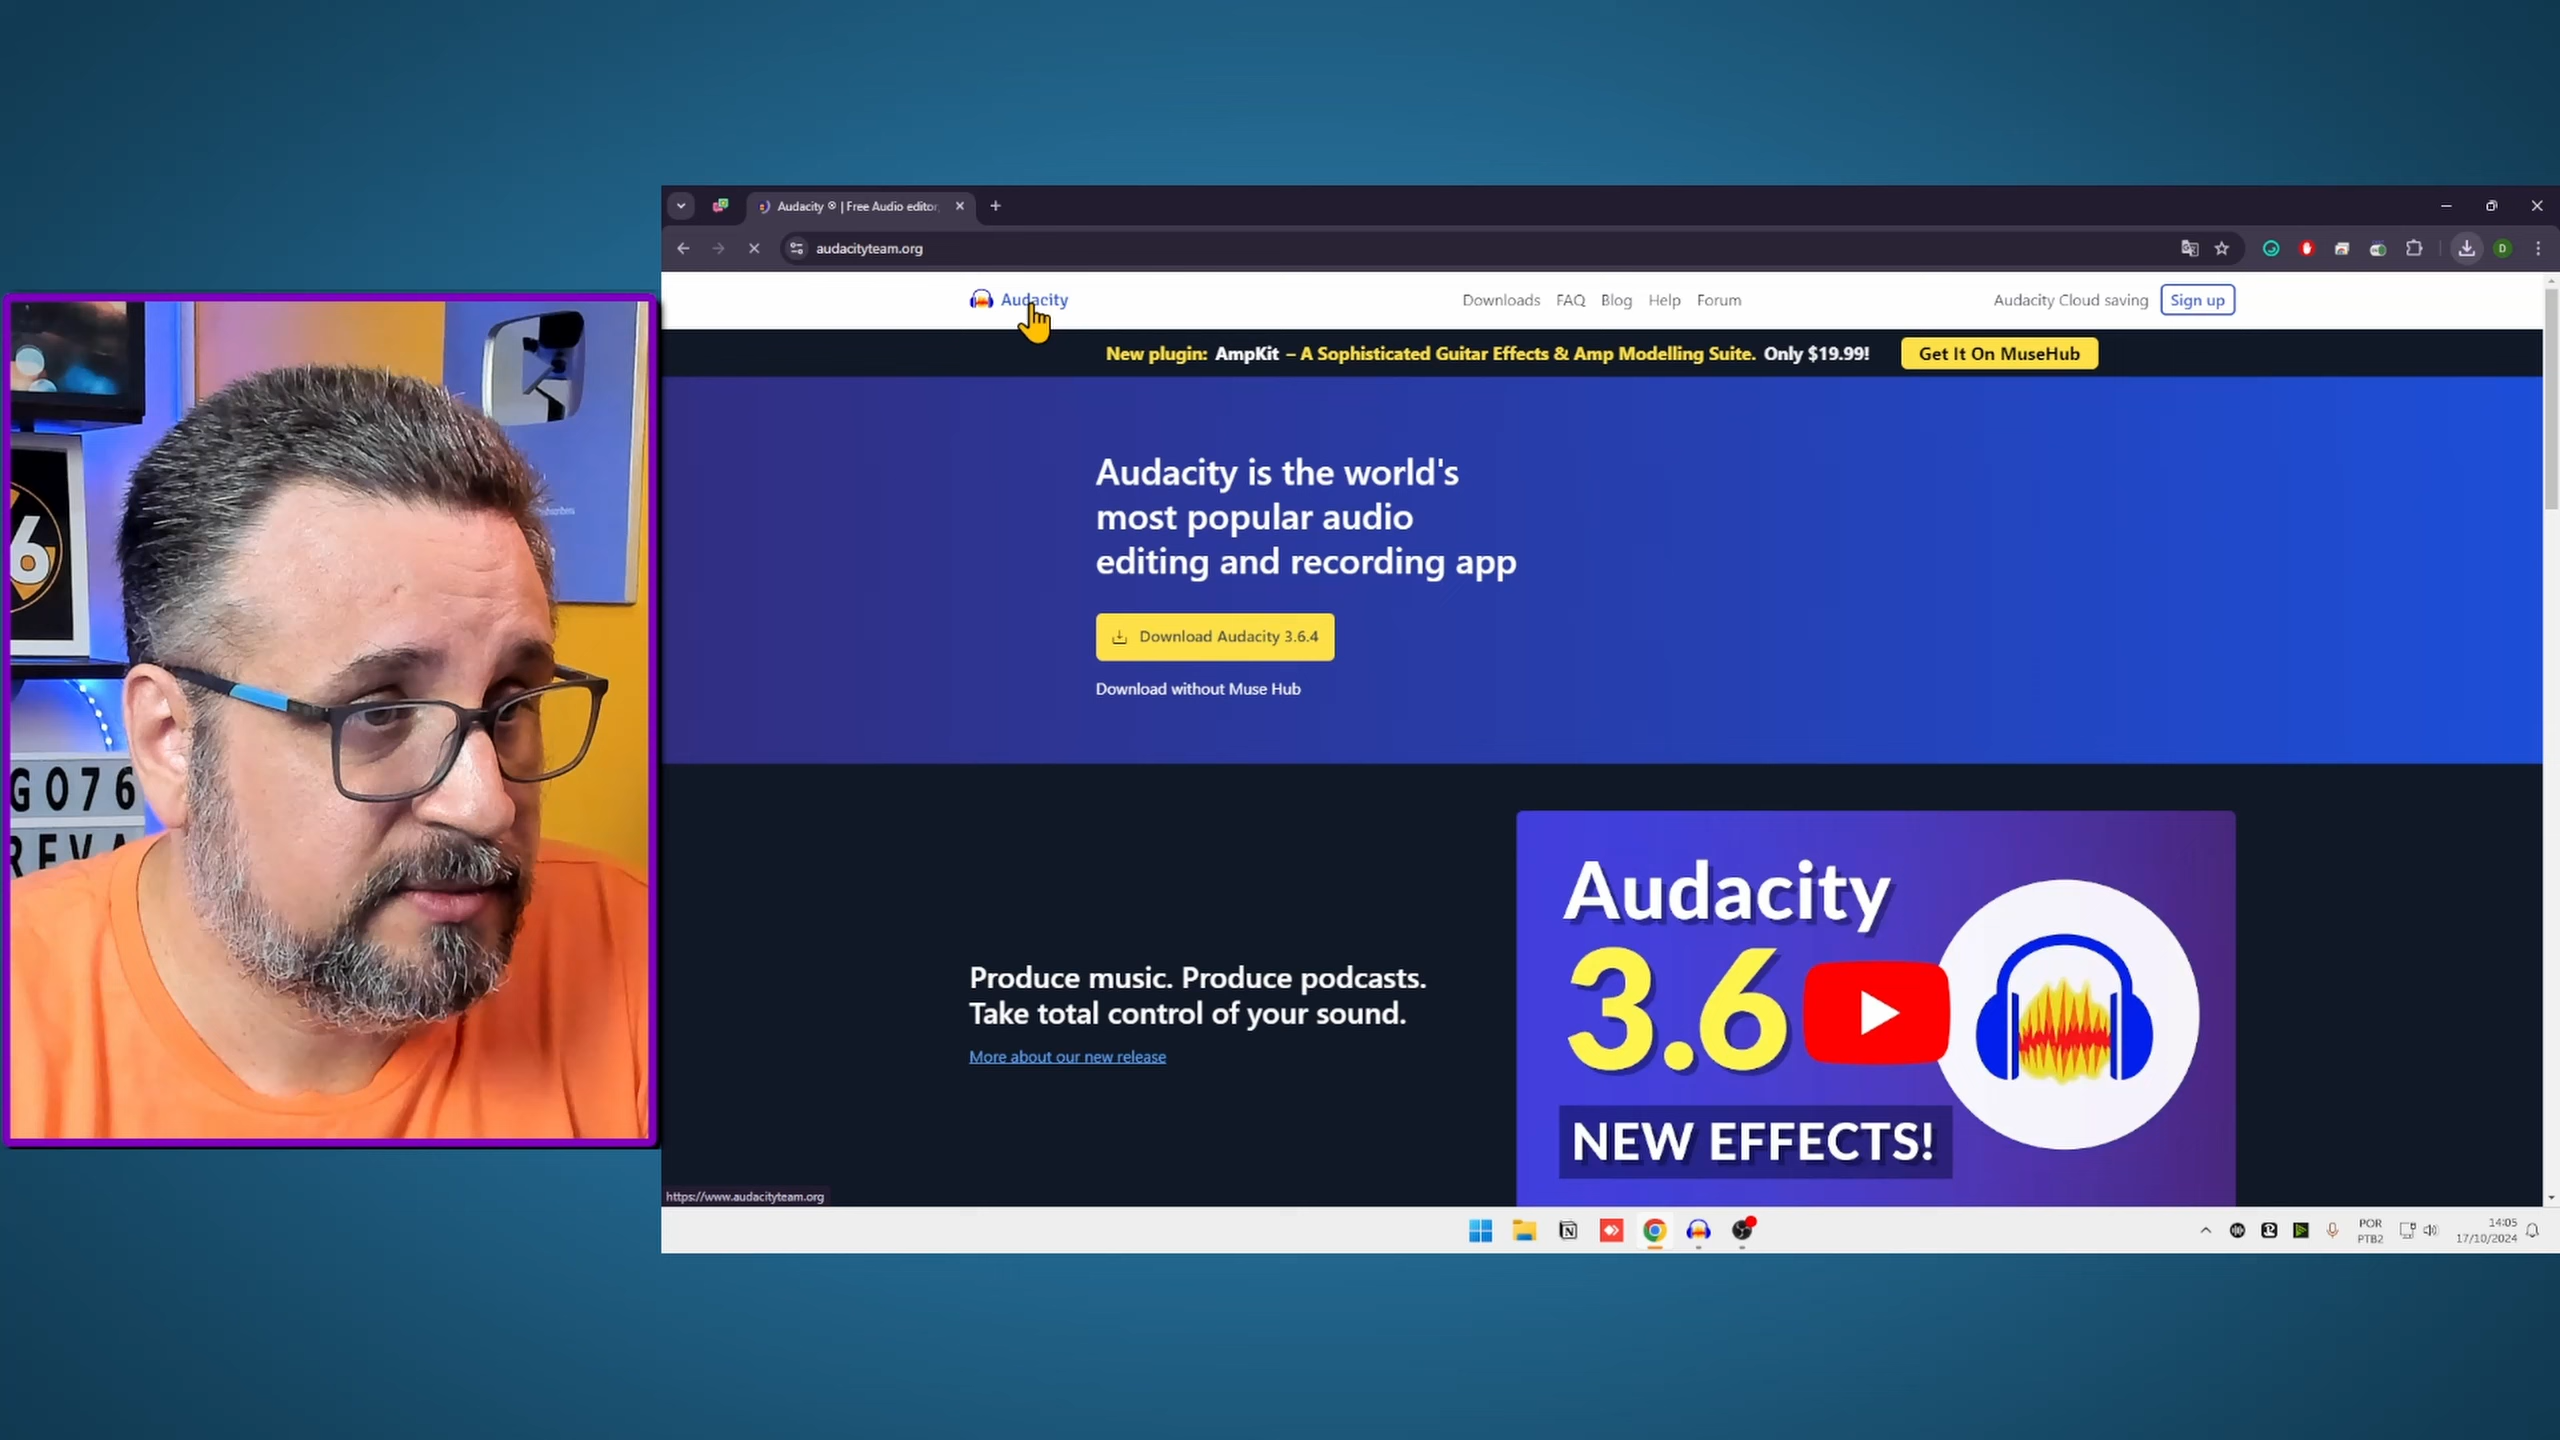 Audacity ® | Free Audio editor,
audacityteam.org
Audacity
Downloads FAQ Blog Help Forum
Audacity Cloud saving Sign up
New plugin: AmpKit – A Sophisticated Guitar Effects & Amp Modelling Suite. Only $19.99! Get It On MuseHub
Audacity is the world's
most popular audio
editing and recording app
Download Audacity 3.6.4
Download without Muse Hub
6
GO76
REVA
Produce music. Produce podcasts.
Take total control of your sound.
More about our new release
Audacity
3.6
NEW EFFECTS!
https://www.audacityteam.org
POR
PTB2
14:05
17/10/2024